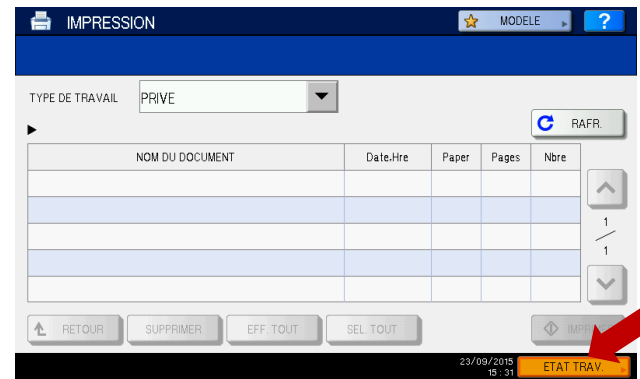 IMPRESSION
MODELE
?
TYPE DE TRAVAIL PRIVE
RAFR.
NOM DU DOCUMENT Date.Hre Paper Pages Nbre
1
1
RETOUR SUPPRIMER EFF. TOUT SEL. TOUT
23/09/2015
15 : 31
ETAT TRAV.